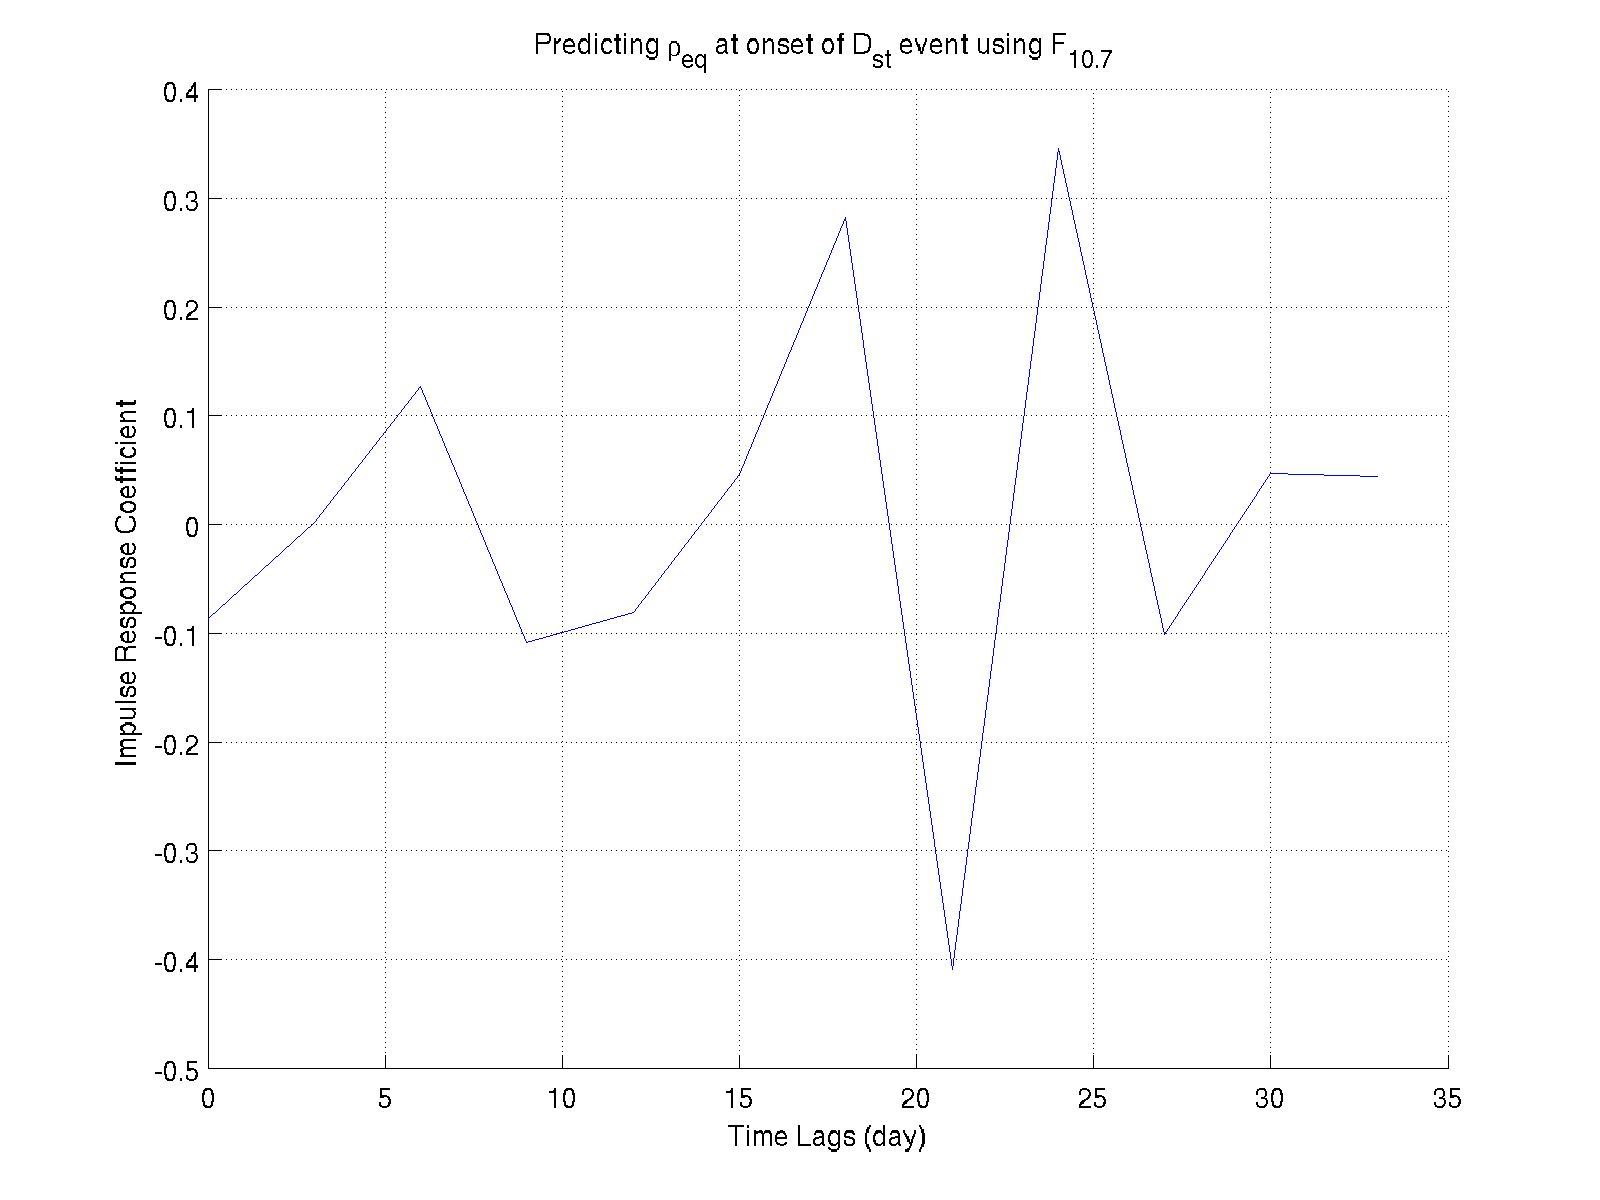 Predicting ρeq at onset of Dst event using F10.7
0.4
0.3
0.2
0.1
0
-0.1
-0.2
-0.3
-0.4
-0.5
Impulse Response Coefficient
0 5 10 15 20 25 30 35
Time Lags (day)